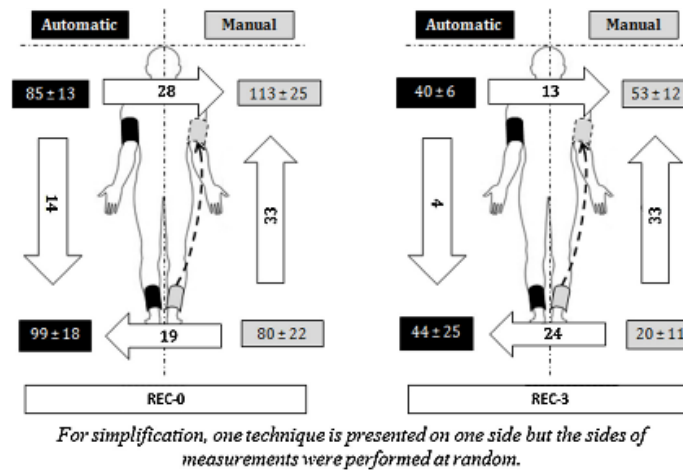 Automatic Manual Automatic Manual
85±13 28 113±25 40±6 13 53±12
14 33 4 33
99±18 19 80±22 44±25 24 20±11
REC-0 REC-3
For simplification, one technique is presented on one side but the sides of
measurements were performed at random.